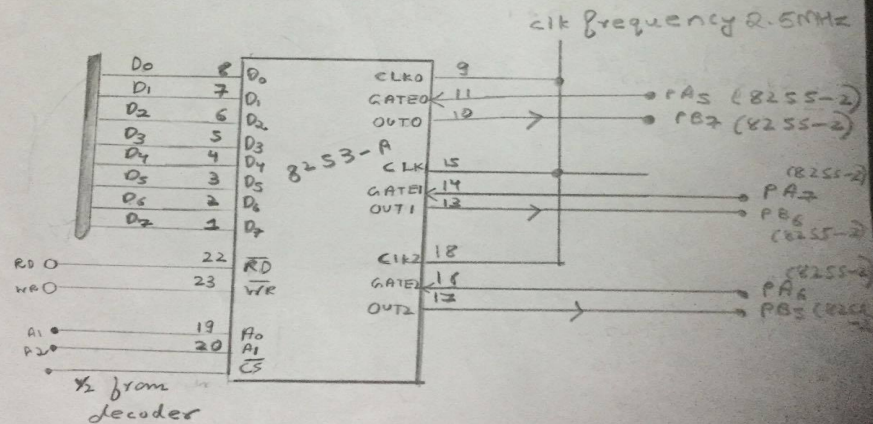 clk frequency 2.5MHz
D0 8 D0
D1 7 D1
D2 6 D2
D3 5 D3
D4 4 D4
D5 3 D5
D6 2 D6
D7 1 D7
RD 22 RD
WR 23 WR
A1 19 A0
A2 20 A1
CS
Y2 from
decoder
8253-A
CLK0 9
GATE0 11 PA5 (8255-2)
OUT0 10 PB7 (8255-2)
CLK 15
(8255-2)
GATE1 14 PA7
OUT1 13 PB6
(8255-2)
Clk2 18
(8255-2)
GATE2 16 PA6
OUT2 17 PB5